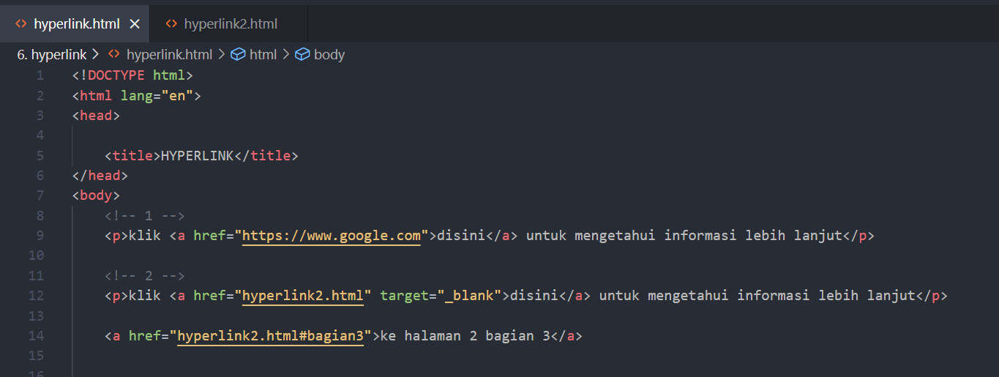 hyperlink.html hyperlink2.html
6. hyperlink > hyperlink.html > html > body
1 <!DOCTYPE html>
2 <html lang="en">
3 <head>
4
5 <title>HYPERLINK</title>
6 </head>
7 <body>
8 <!-- 1 -->
9 <p>klik <a href="https://www.google.com">disini</a> untuk mengetahui informasi lebih lanjut</p>
10
11 <!-- 2 -->
12 <p>klik <a href="hyperlink2.html" target="_blank">disini</a> untuk mengetahui informasi lebih lanjut</p>
13
14 <a href="hyperlink2.html#bagian3">ke halaman 2 bagian 3</a>
15
16